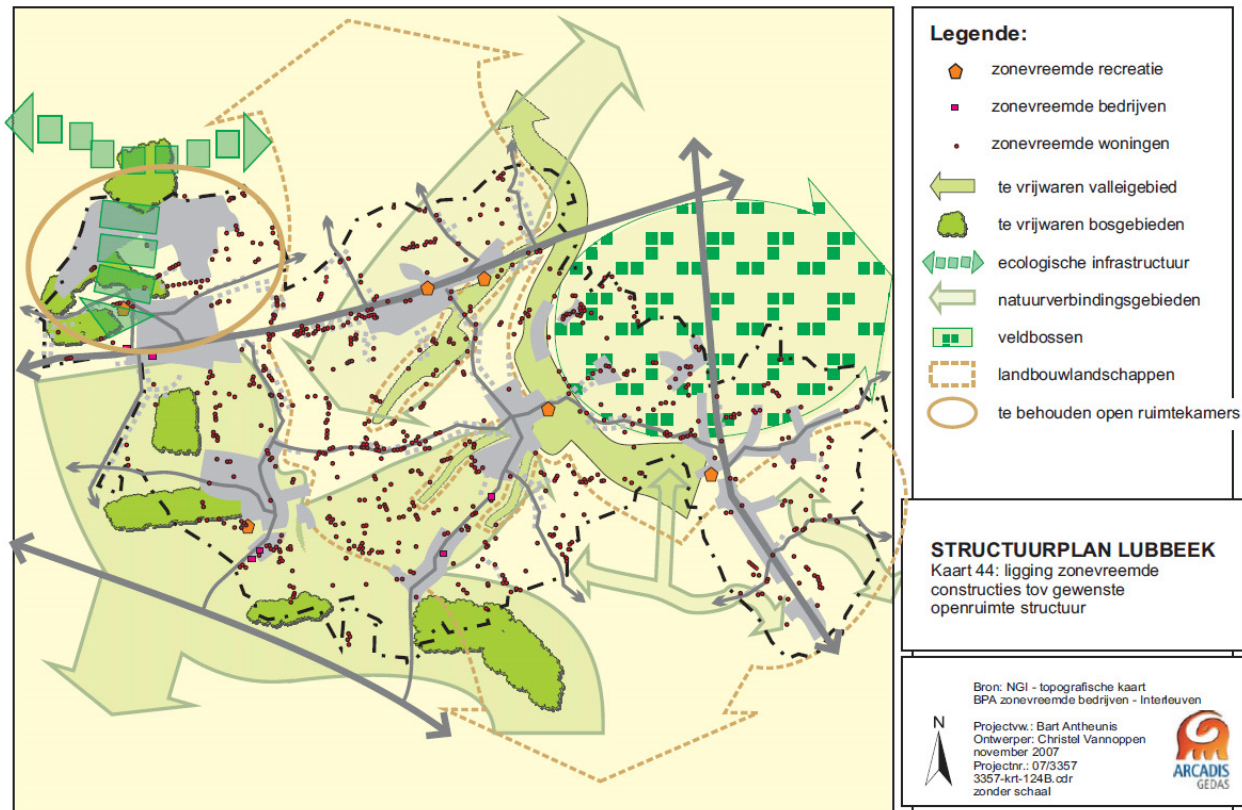 Legende:
zonevreemde recreatie
zonevreemde bedrijven
zonevreemde woningen
te vrijwaren valleigebied
te vrijwaren bosgebieden
ecologische infrastructuur
natuurverbindingsgebieden
veldbossen
landbouwlandschappen
te behouden open ruimtekamers
STRUCTUURPLAN LUBBEEK
Kaart 44: ligging zonevreemde
constructies tov gewenste
openruimte structuur
Bron: NGI - topografische kaart
BPA zonevreemde bedrijven - Interleuven
N
Projectvw.: Bart Antheunis
Ontwerper: Christel Vannoppen
november 2007
Projectnr.: 07/3357
3357-krt-124B.cdr
zonder schaal
ARCADIS
GEDAS